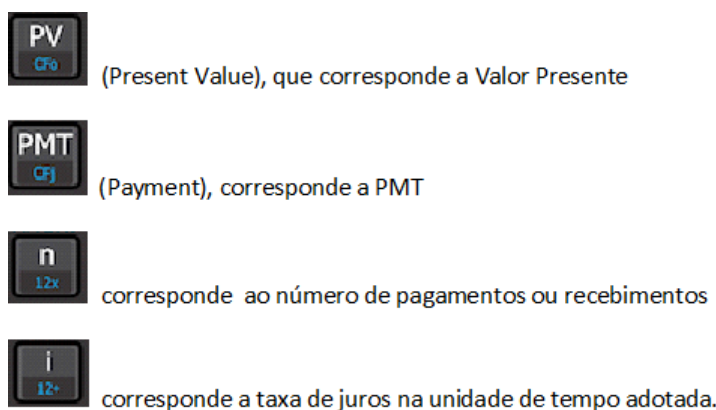 PV
CFo
(Present Value), que corresponde a Valor Presente
PMT
CFj
(Payment), corresponde a PMT
n
12x
corresponde ao número de pagamentos ou recebimentos
i
12÷
corresponde a taxa de juros na unidade de tempo adotada.